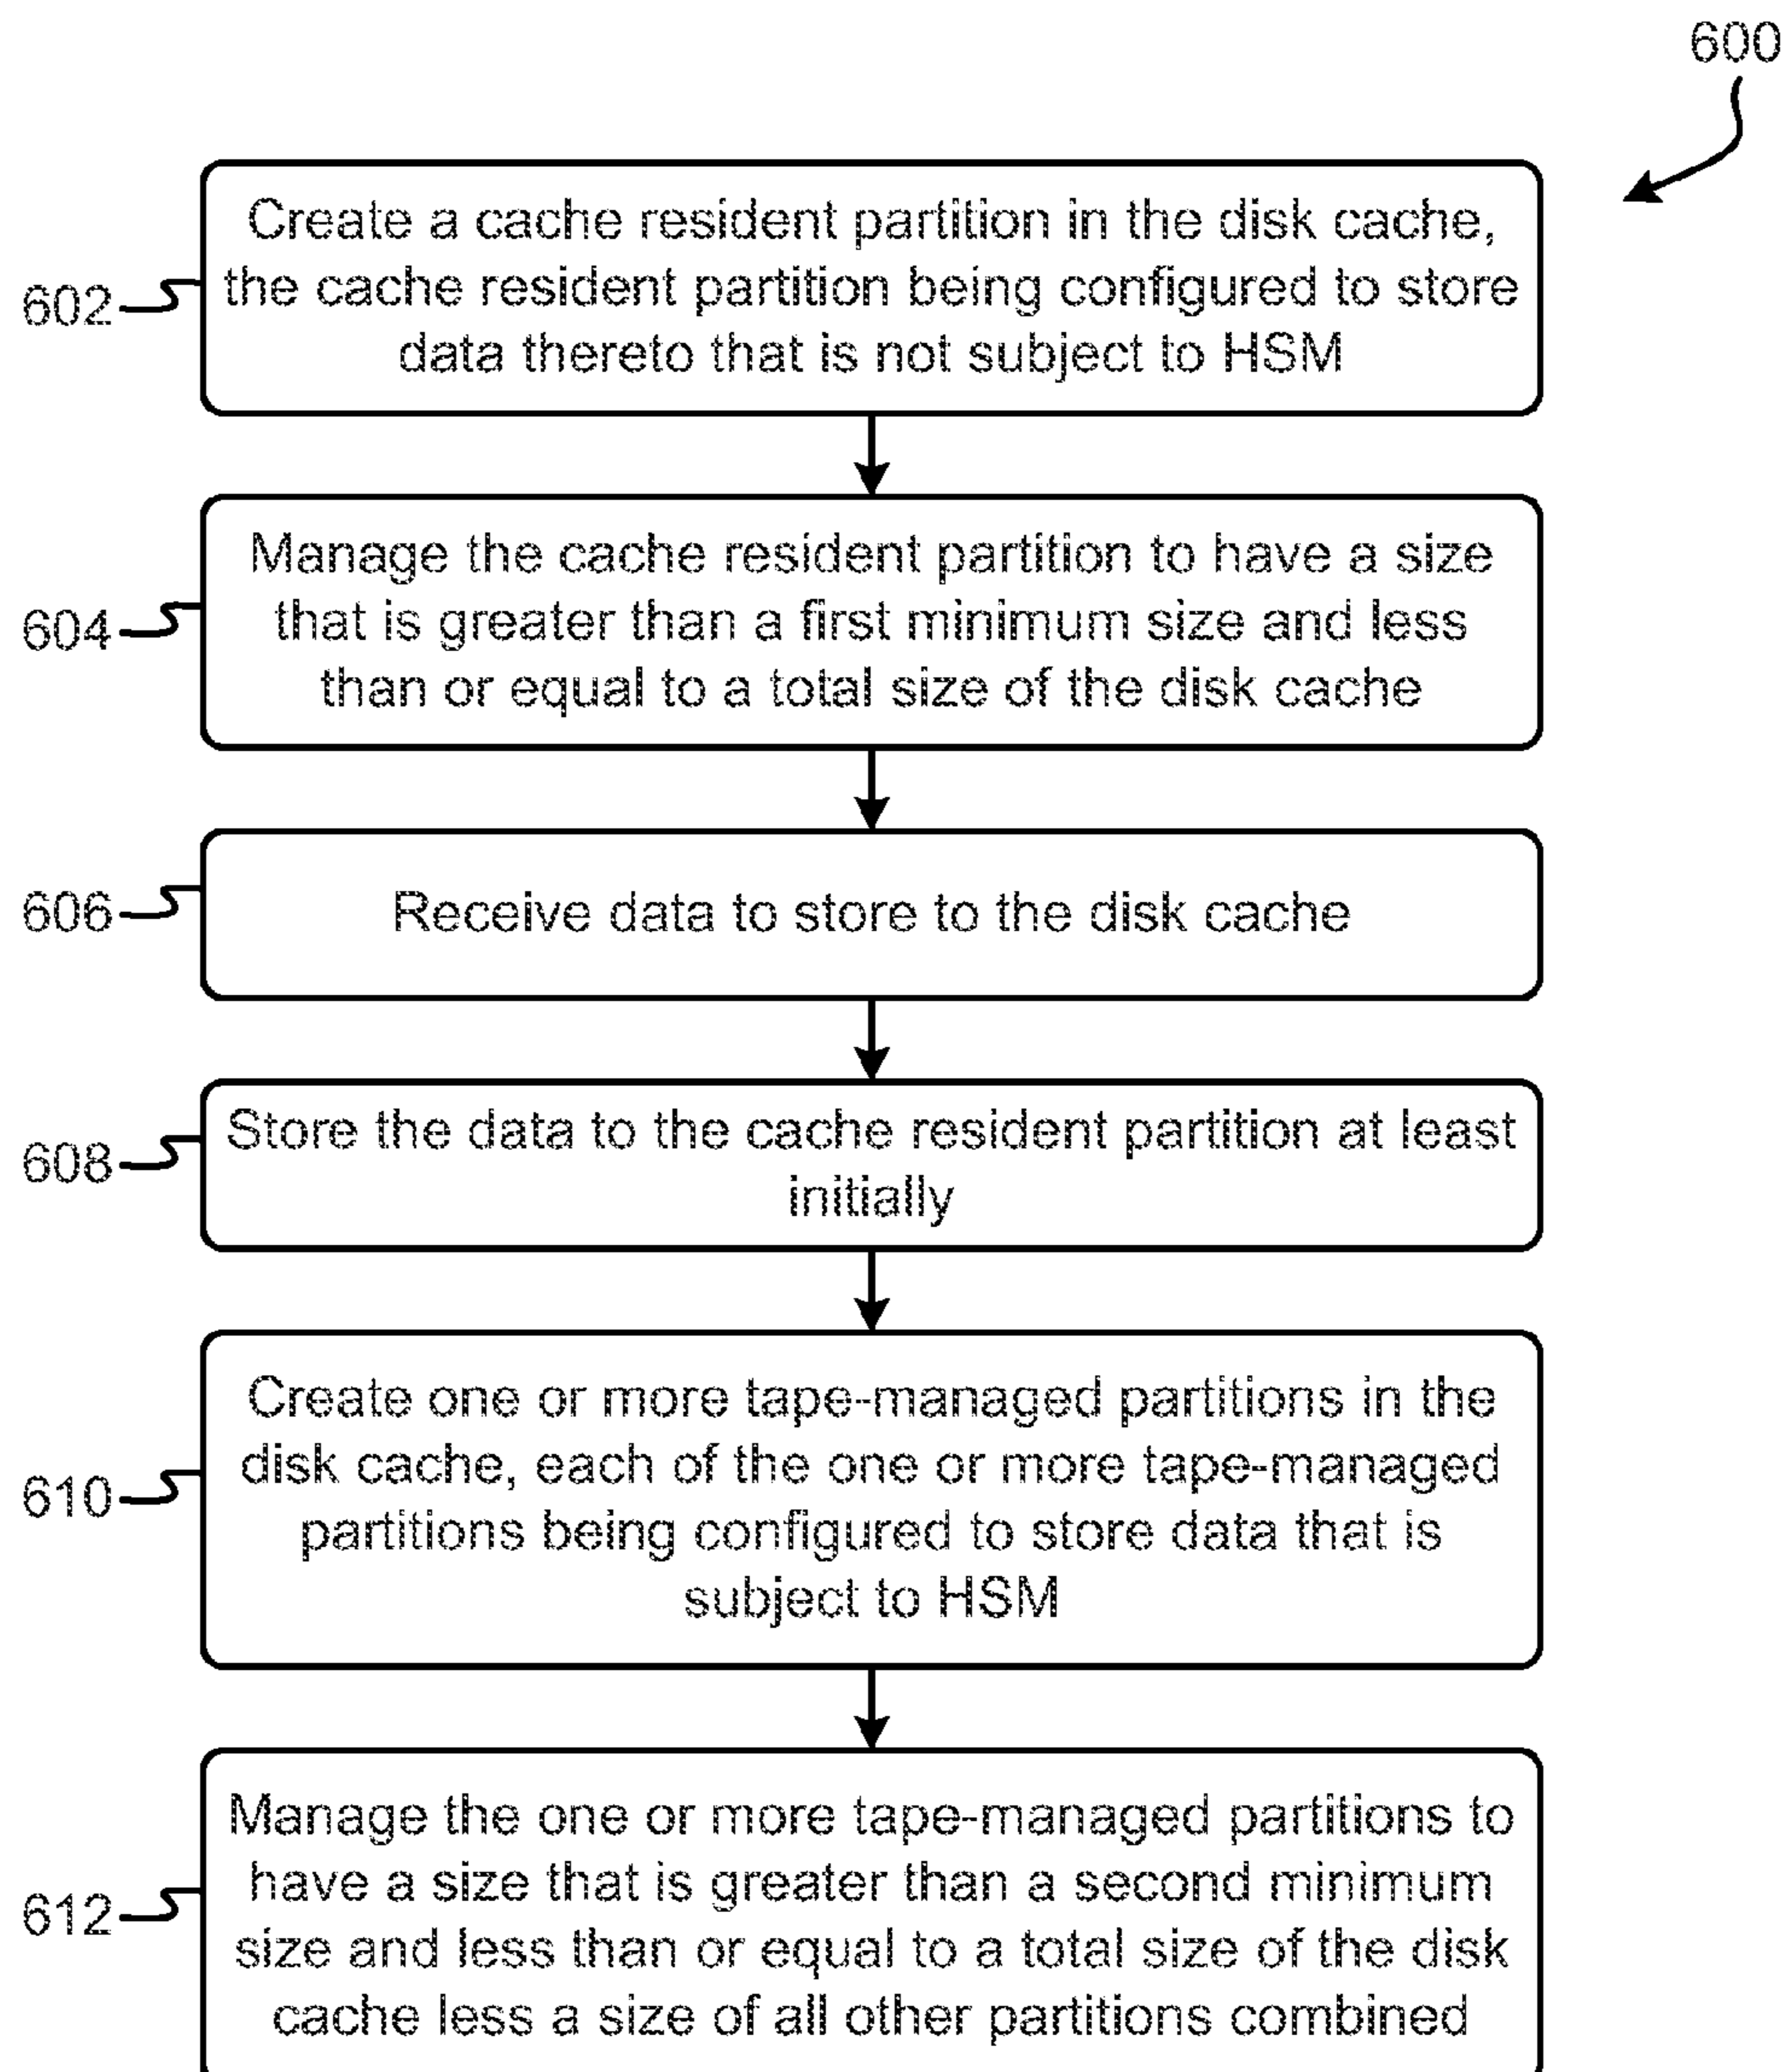 600
602
Create a cache resident partition in the disk cache,
the cache resident partition being configured to store
data thereto that is not subject to HSM
604
Manage the cache resident partition to have a size
that is greater than a first minimum size and less
than or equal to a total size of the disk cache
606
Receive data to store to the disk cache
608
Store the data to the cache resident partition at least
initially
610
Create one or more tape-managed partitions in the
disk cache, each of the one or more tape-managed
partitions being configured to store data that is
subject to HSM
612
Manage the one or more tape-managed partitions to
have a size that is greater than a second minimum
size and less than or equal to a total size of the disk
cache less a size of all other partitions combined